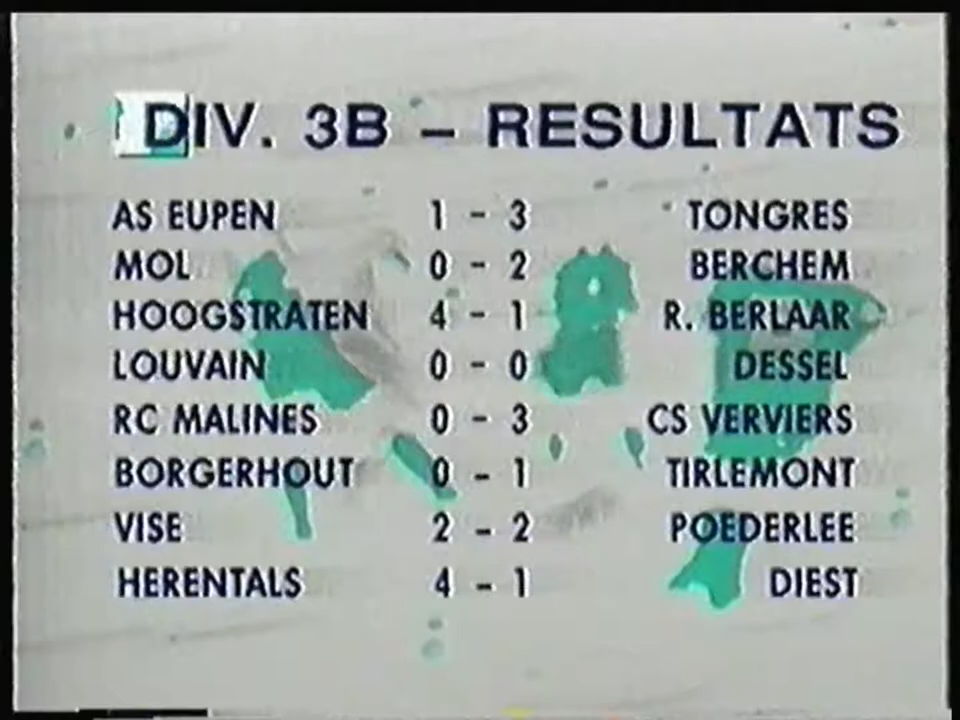 DIV. 3B – RESULTATS
AS EUPEN 1 - 3 TONGRES
MOL 0 - 2 BERCHEM
HOOGSTRATEN 4 - 1 R. BERLAAR
LOUVAIN 0 - 0 DESSEL
RC MALINES 0 - 3 CS VERVIERS
BORGERHOUT 0 - 1 TIRLEMONT
VISE 2 - 2 POEDERLEE
HERENTALS 4 - 1 DIEST